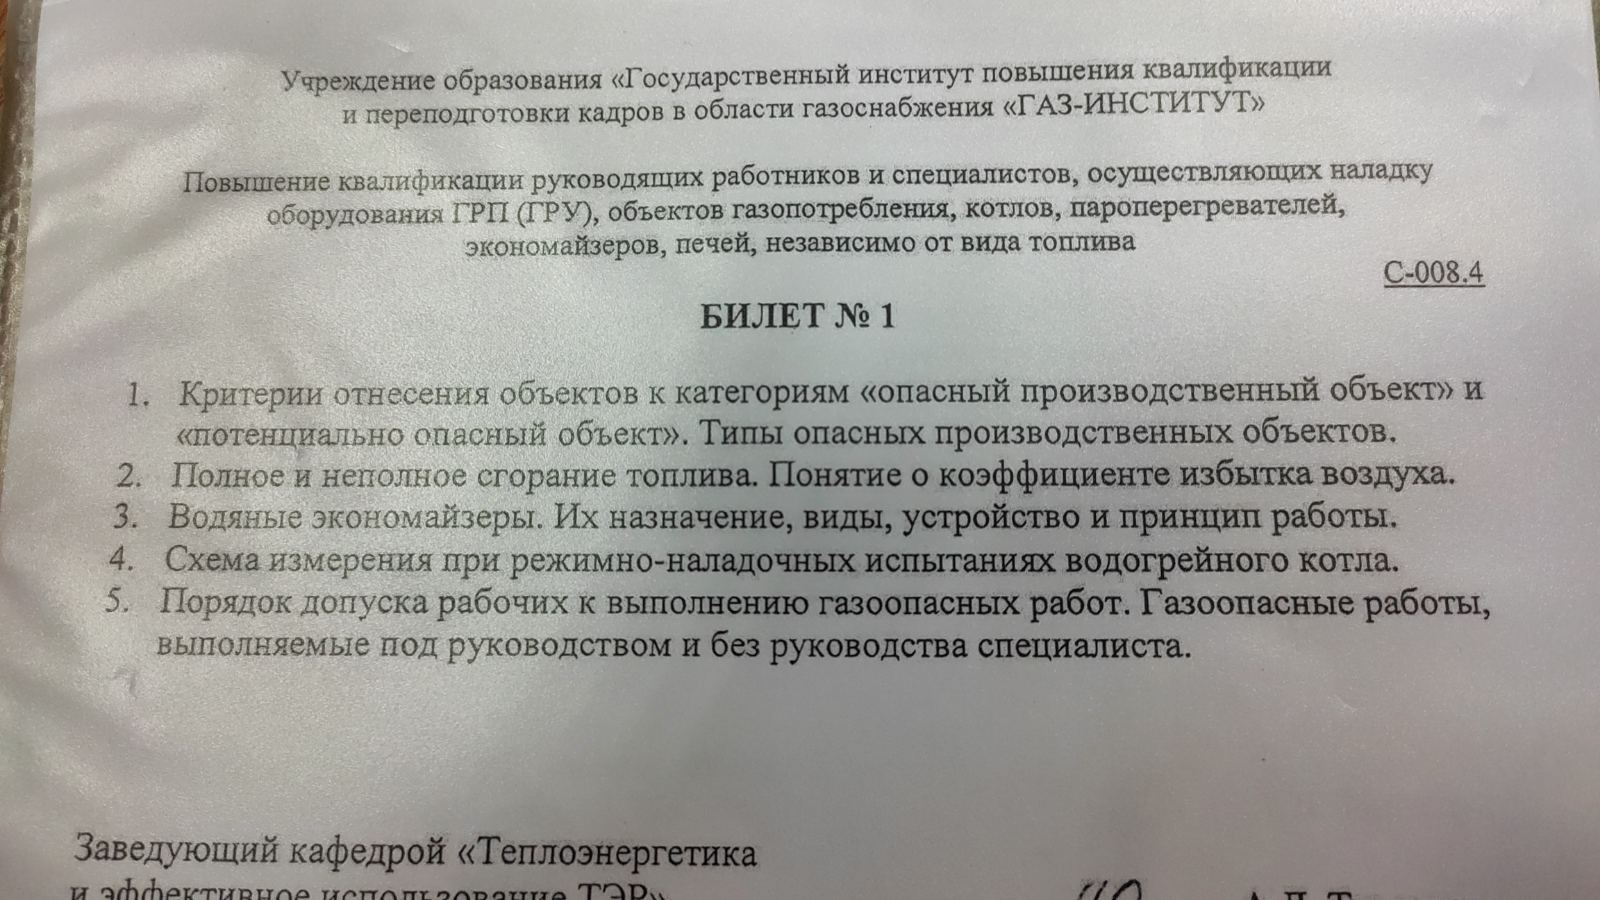 Учреждение образования «Государственный институт повышения квалификации
и переподготовки кадров в области газоснабжения «ГАЗ-ИНСТИТУТ»
Повышение квалификации руководящих работников и специалистов, осуществляющих наладку
оборудования ГРП (ГРУ), объектов газопотребления, котлов, пароперегревателей,
экономайзеров, печей, независимо от вида топлива
С-008.4
БИЛЕТ № 1
1. Критерии отнесения объектов к категориям «опасный производственный объект» и
«потенциально опасный объект». Типы опасных производственных объектов.
2. Полное и неполное сгорание топлива. Понятие о коэффициенте избытка воздуха.
3. Водяные экономайзеры. Их назначение, виды, устройство и принцип работы.
4. Схема измерения при режимно-наладочных испытаниях водогрейного котла.
5. Порядок допуска рабочих к выполнению газоопасных работ. Газоопасные работы,
выполняемые под руководством и без руководства специалиста.
Заведующий кафедрой «Теплоэнергетика
и эффективное использование ТЭР»